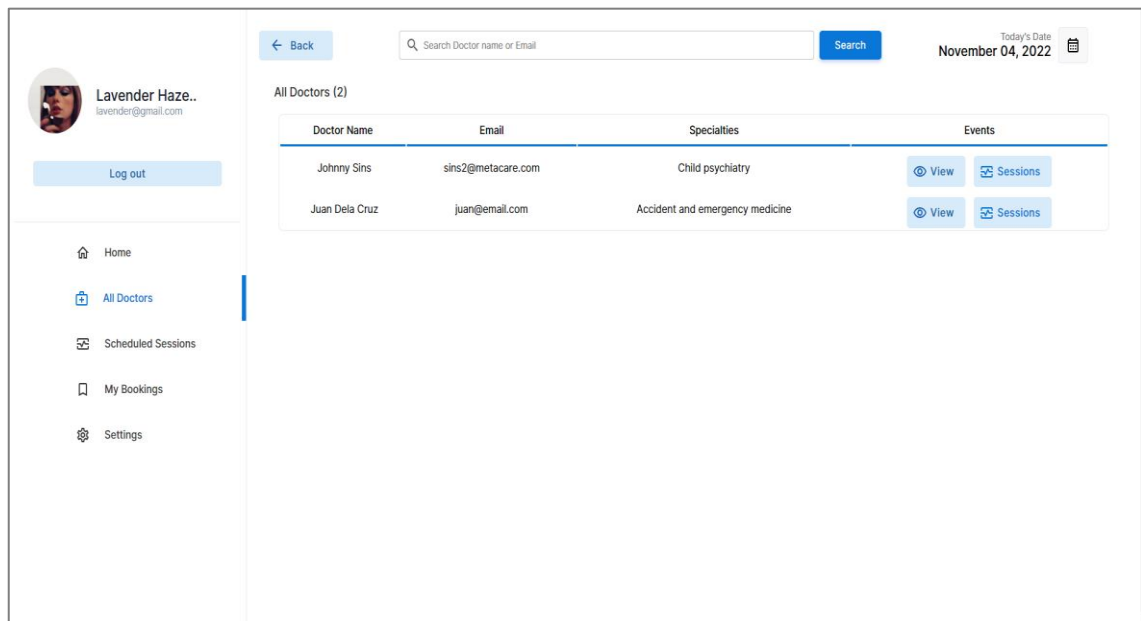 Lavender Haze..
lavender@gmail.com
Log out
Home
All Doctors
Scheduled Sessions
My Bookings
Settings
← Back
Search Doctor name or Email
Search
Today's Date
November 04, 2022
All Doctors (2)
Doctor Name Email Specialties Events
Johnny Sins sins2@metacare.com Child psychiatry View Sessions
Juan Dela Cruz juan@email.com Accident and emergency medicine View Sessions